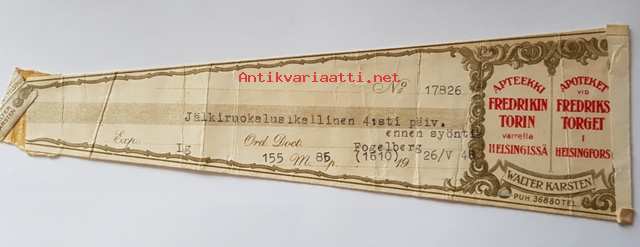 Antikvariaatti.net
№ 17826
Jälkiruokalusikallinen 4:sti päiv.
ennen syöntiä
Exp. Ig Ord. Doct. Fogelberg
155 M. 85 p. (1610) 19 26/V 48
APTEEKKI
FREDRIKIN
TORIN
varrella
HELSINGISSÄ
APOTEKET
VID
FREDRIKS
TORGET
I
HELSINGFORS
WALTER KARSTEN
PUH. 36880 TEL.